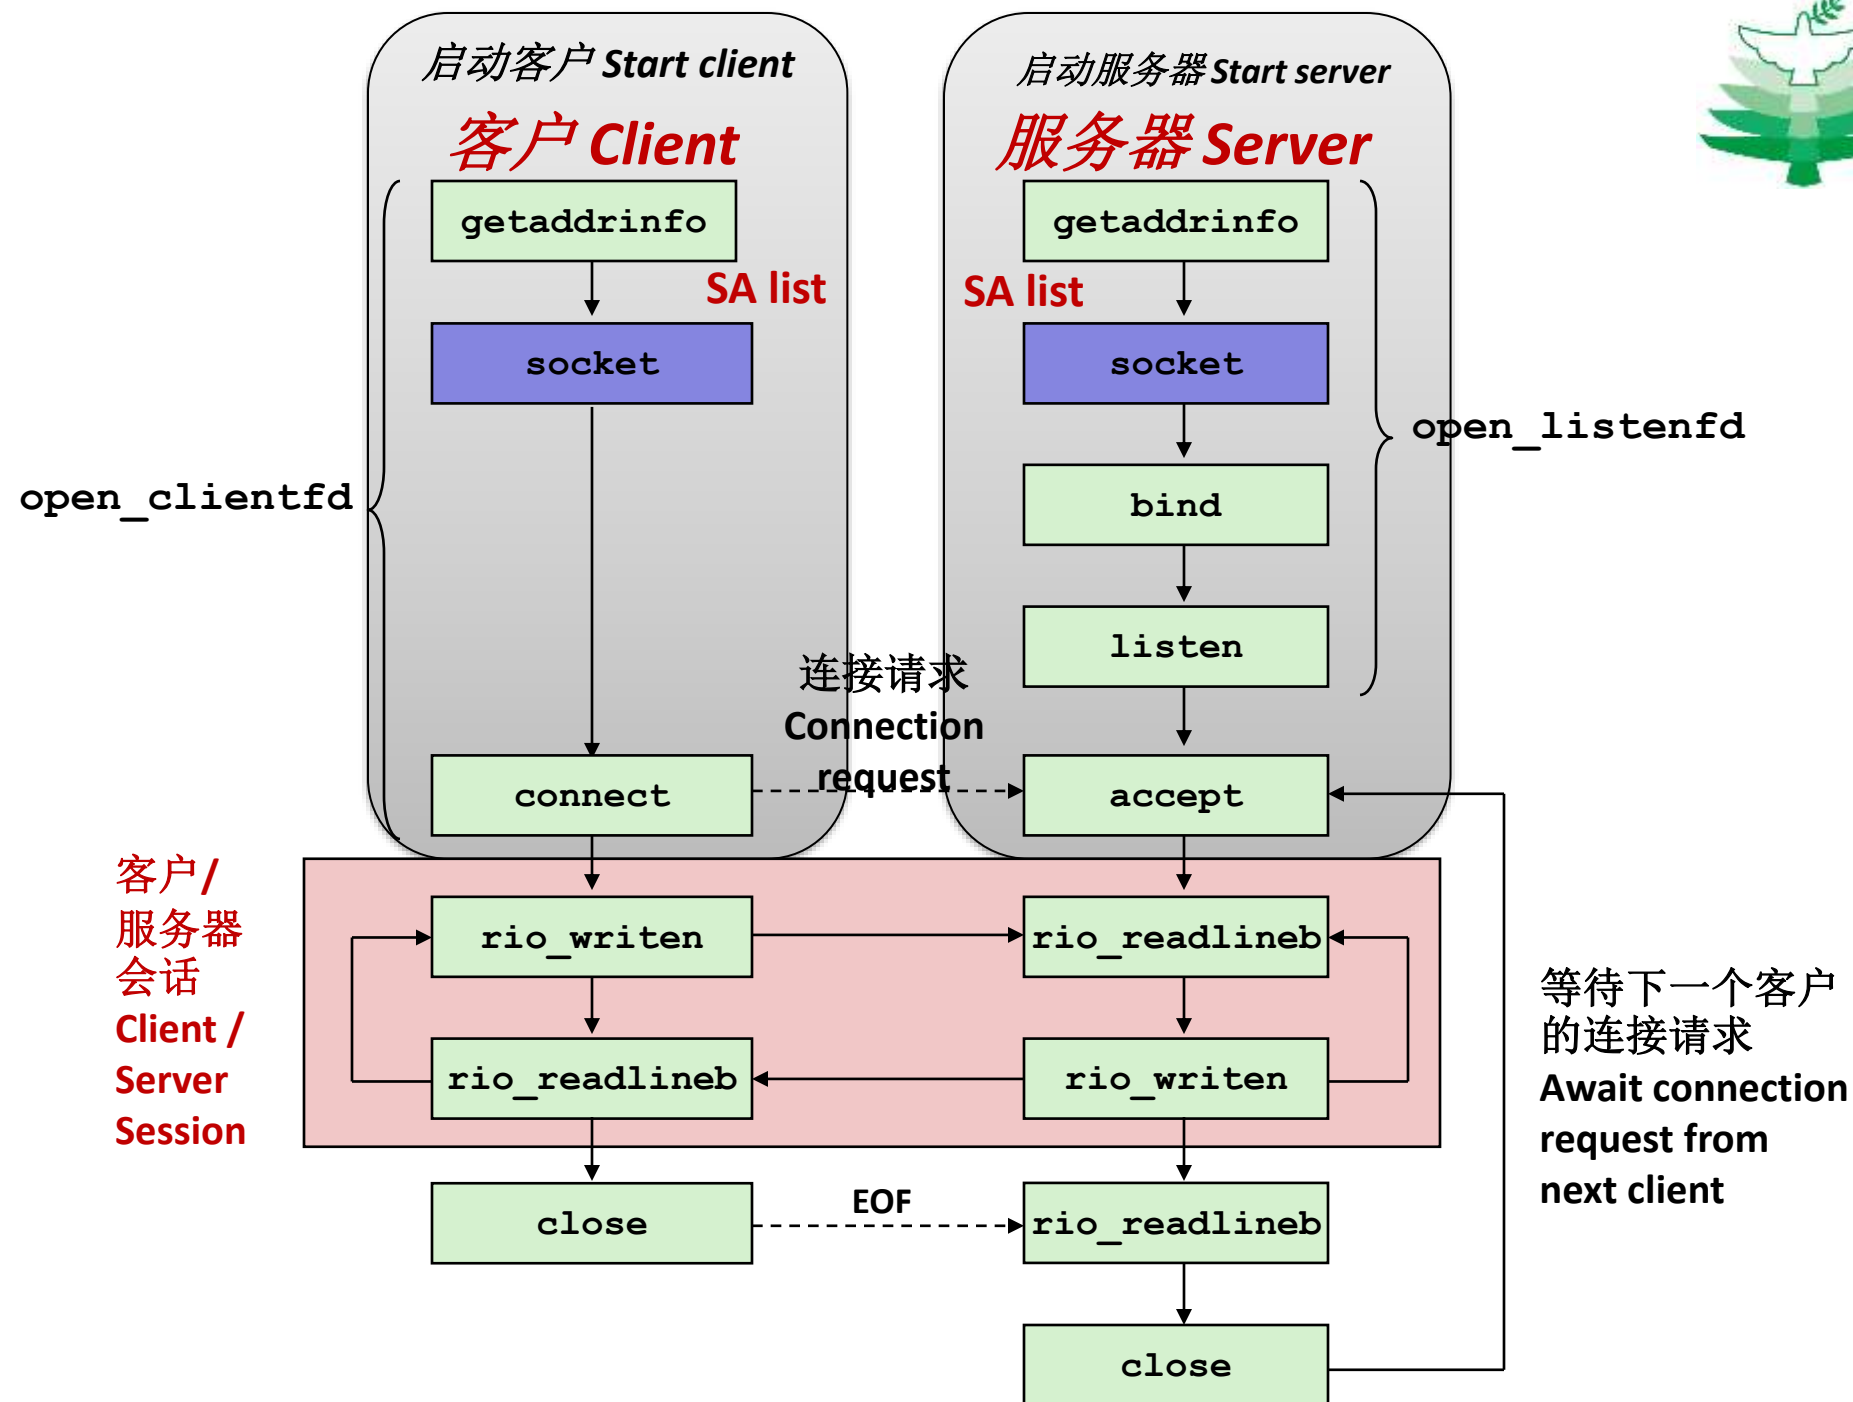 启动客户 Start client
客户 Client
getaddrinfo
SA list
socket
open_clientfd
connect
启动服务器 Start server
服务器 Server
getaddrinfo
SA list
socket
open_listenfd
bind
listen
连接请求
Connection
request
accept
客户/
服务器
会话
Client /
Server
Session
rio_writen
rio_readlineb
rio_readlineb
rio_writen
等待下一个客户
的连接请求
Await connection
request from
next client
close
EOF
rio_readlineb
close